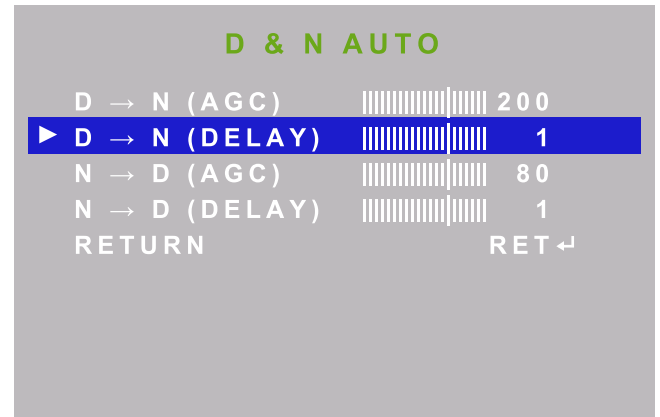 D & N AUTO
D → N (AGC) 200
► D → N (DELAY) 1
N → D (AGC) 80
N → D (DELAY) 1
RETURN RET↵